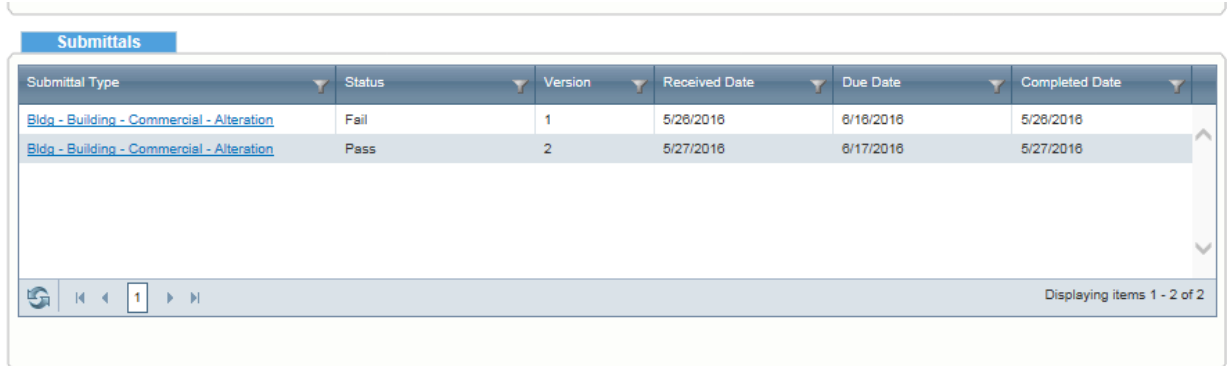 Submittals
Submittal Type Status Version Received Date Due Date Completed Date
Bldg - Building - Commercial - Alteration Fail 1 5/26/2016 6/16/2016 5/26/2016
Bldg - Building - Commercial - Alteration Pass 2 5/27/2016 6/17/2016 5/27/2016
1 Displaying items 1 - 2 of 2